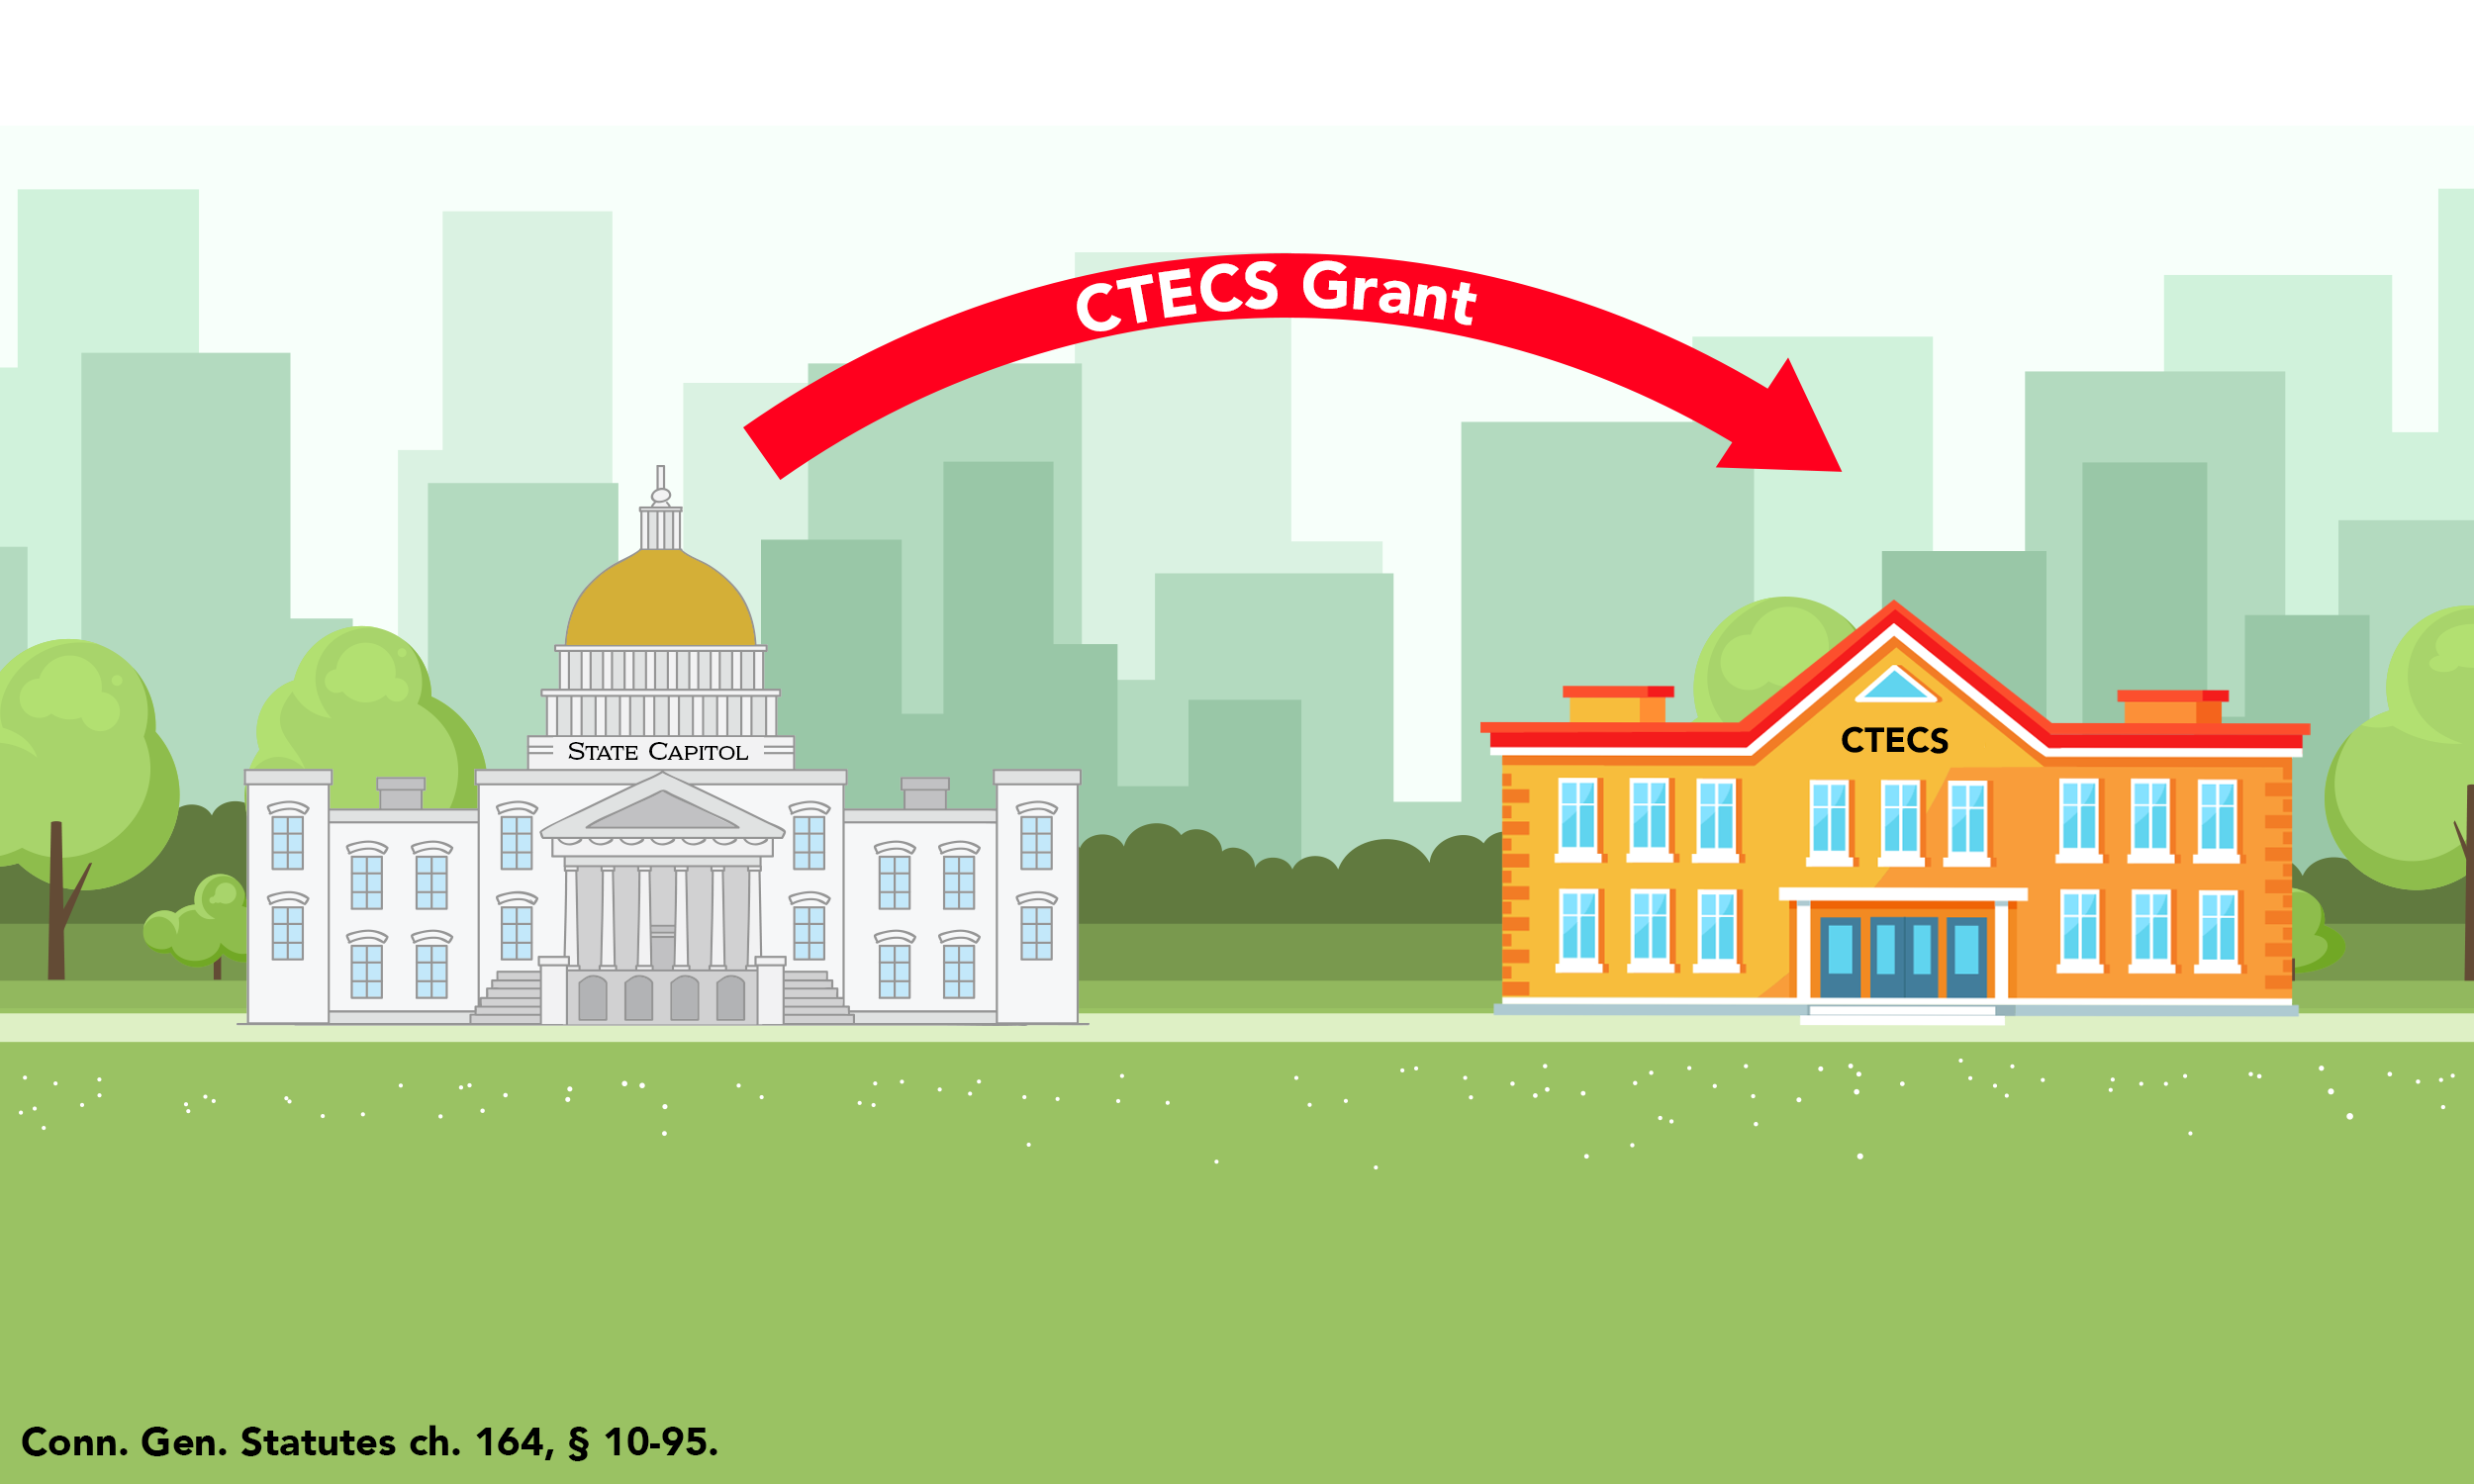 CTECS Grant
STATE CAPITOL
CTECS
Conn. Gen. Statutes ch. 164, § 10-95.